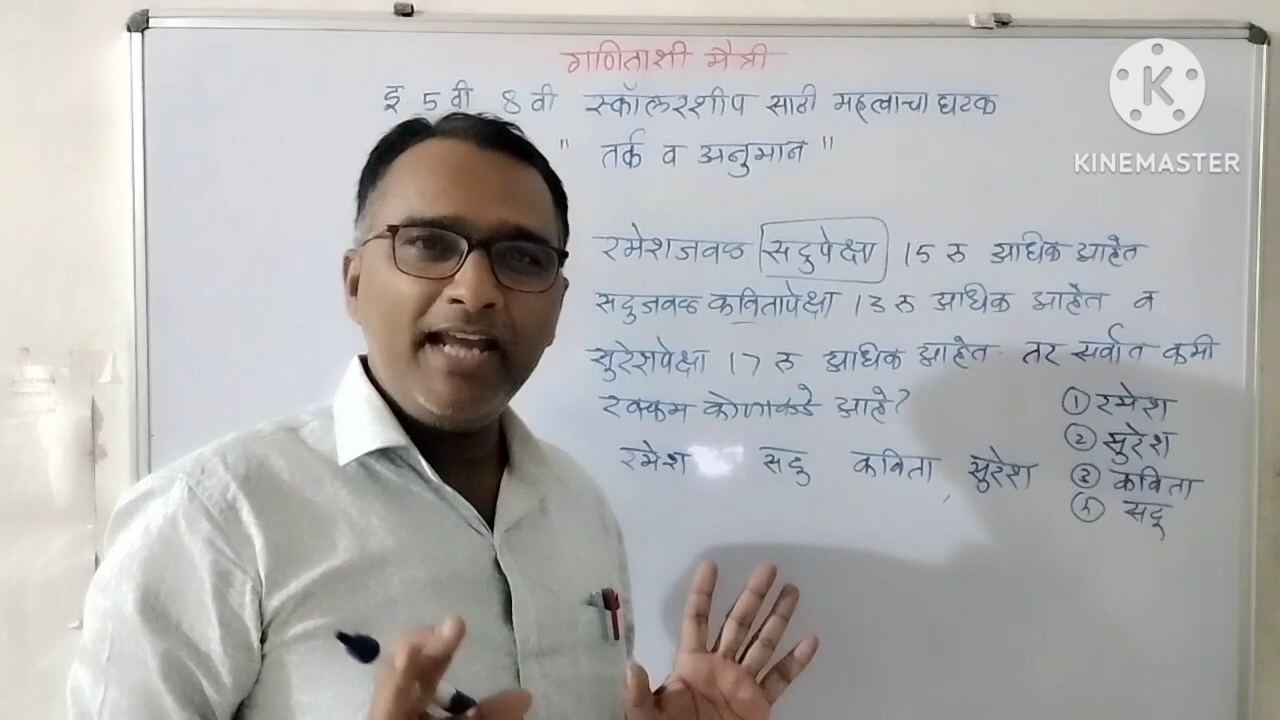 गणिताशी मैत्री
इ 5 वी 8 वी स्कॉलरशीप साठी महत्वाचा घटक
" तर्क व अनुमान "
रमेशजवळ सदुपेक्षा 15 रु अधिक आहेत
सदुजवळ कवितापेक्षा 13 रु अधिक आहेत व
सुरेशपेक्षा 17 रु अधिक आहेत. तर सर्वात कमी
रक्कम कोणाकडे आहे?
① रमेश
② सुरेश
③ कविता
④ सदू
रमेश सदु कविता, सुरेश
K
KINEMASTER